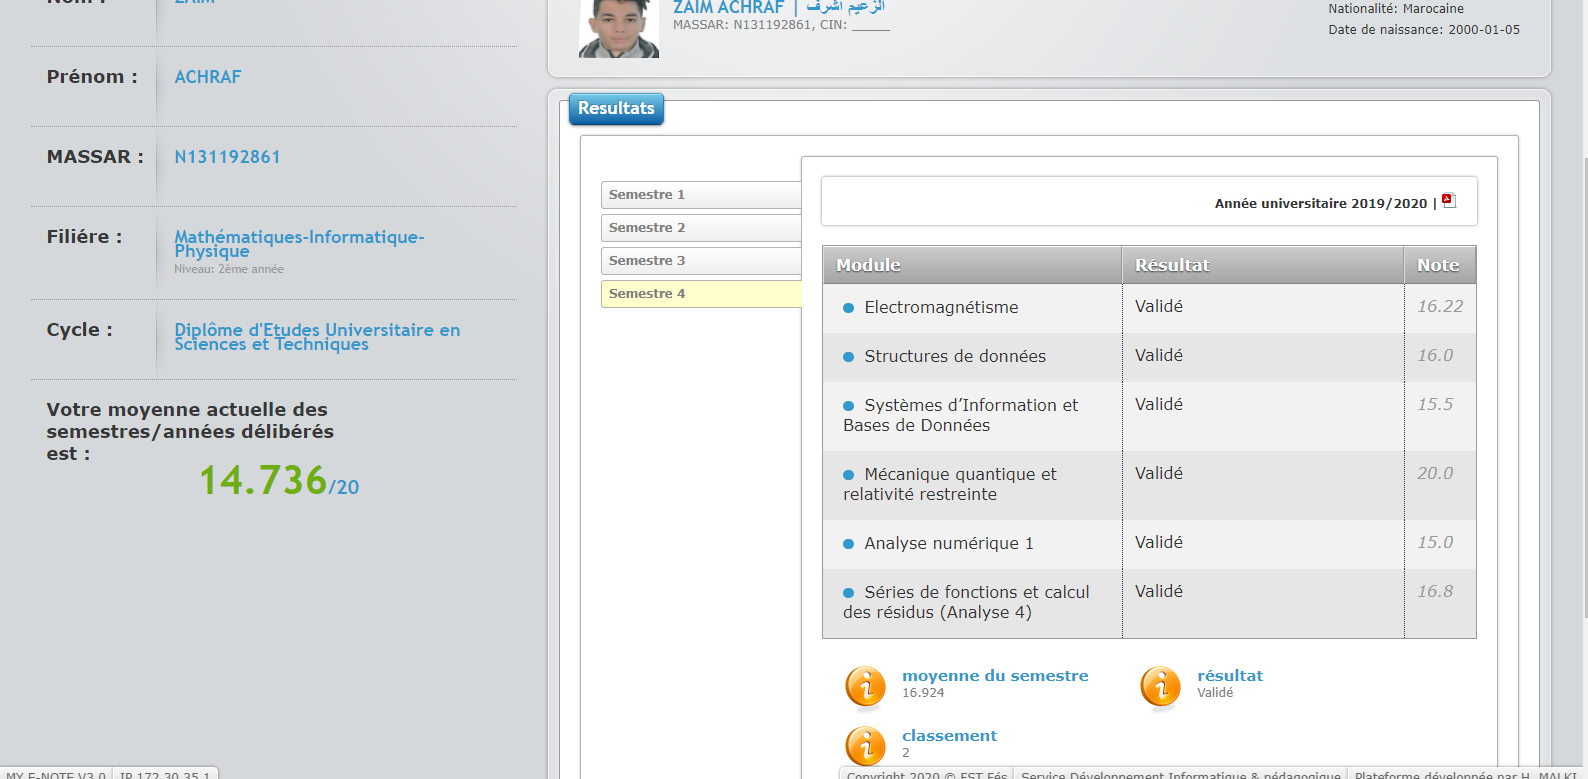 Nom :
ZAIM
Prénom :
ACHRAF
MASSAR :
N131192861
Filiére :
Mathématiques-Informatique-
Physique
Niveau: 2ème année
Cycle :
Diplôme d'Etudes Universitaire en
Sciences et Techniques
Votre moyenne actuelle des
semestres/années délibérés
est :
14.736/20
ZAIM ACHRAF | الزعيم اشرف
MASSAR: N131192861, CIN: _____
Nationalité: Marocaine
Date de naissance: 2000-01-05
Resultats
Semestre 1
Semestre 2
Semestre 3
Semestre 4
Année universitaire 2019/2020 |
Module Résultat Note
Electromagnétisme Validé 16.22
Structures de données Validé 16.0
Systèmes d’Information et Validé 15.5
Bases de Données
Mécanique quantique et Validé 20.0
relativité restreinte
Analyse numérique 1 Validé 15.0
Séries de fonctions et calcul Validé 16.8
des résidus (Analyse 4)
moyenne du semestre
16.924
résultat
Validé
classement
2
MY E-NOTE V3.0 IP 172.30.35.1
Copyright 2020 © FST Fés Service Développement Informatique & pédagogique Plateforme développée par H. MALKI